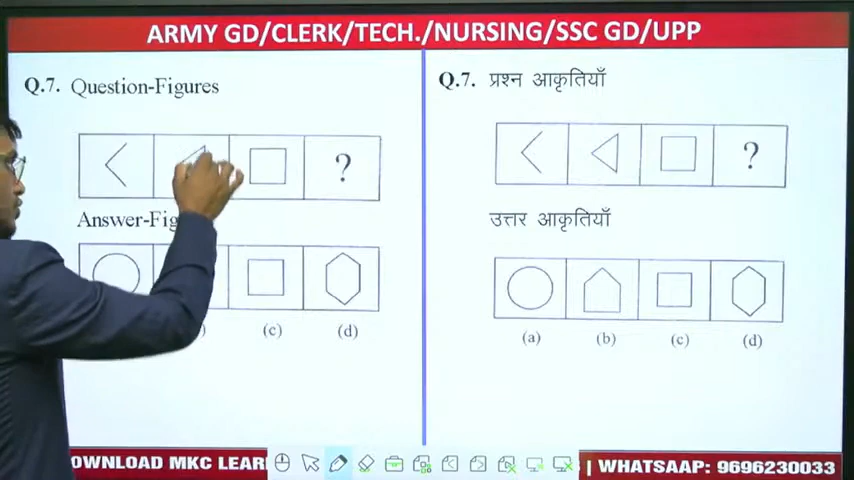 ARMY GD/CLERK/TECH./NURSING/SSC GD/UPP
Q.7. Question-Figures
?
Answer-Fig
(c) (d)
Q.7. प्रश्न आकृतियाँ
?
उत्तर आकृतियाँ
(a) (b) (c) (d)
OWNLOAD MKC LEAR
| WHATSAAP: 9696230033